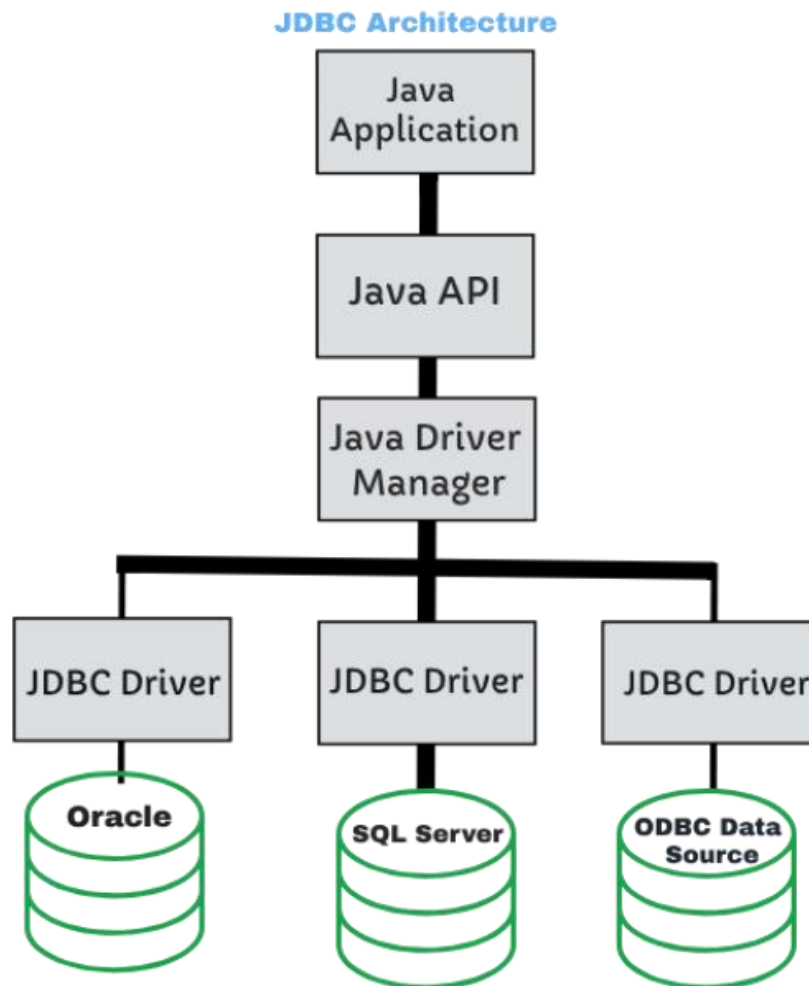 JDBC Architecture
Java
Application
Java API
Java Driver
Manager
JDBC Driver
JDBC Driver
JDBC Driver
Oracle
SQL Server
ODBC Data
Source